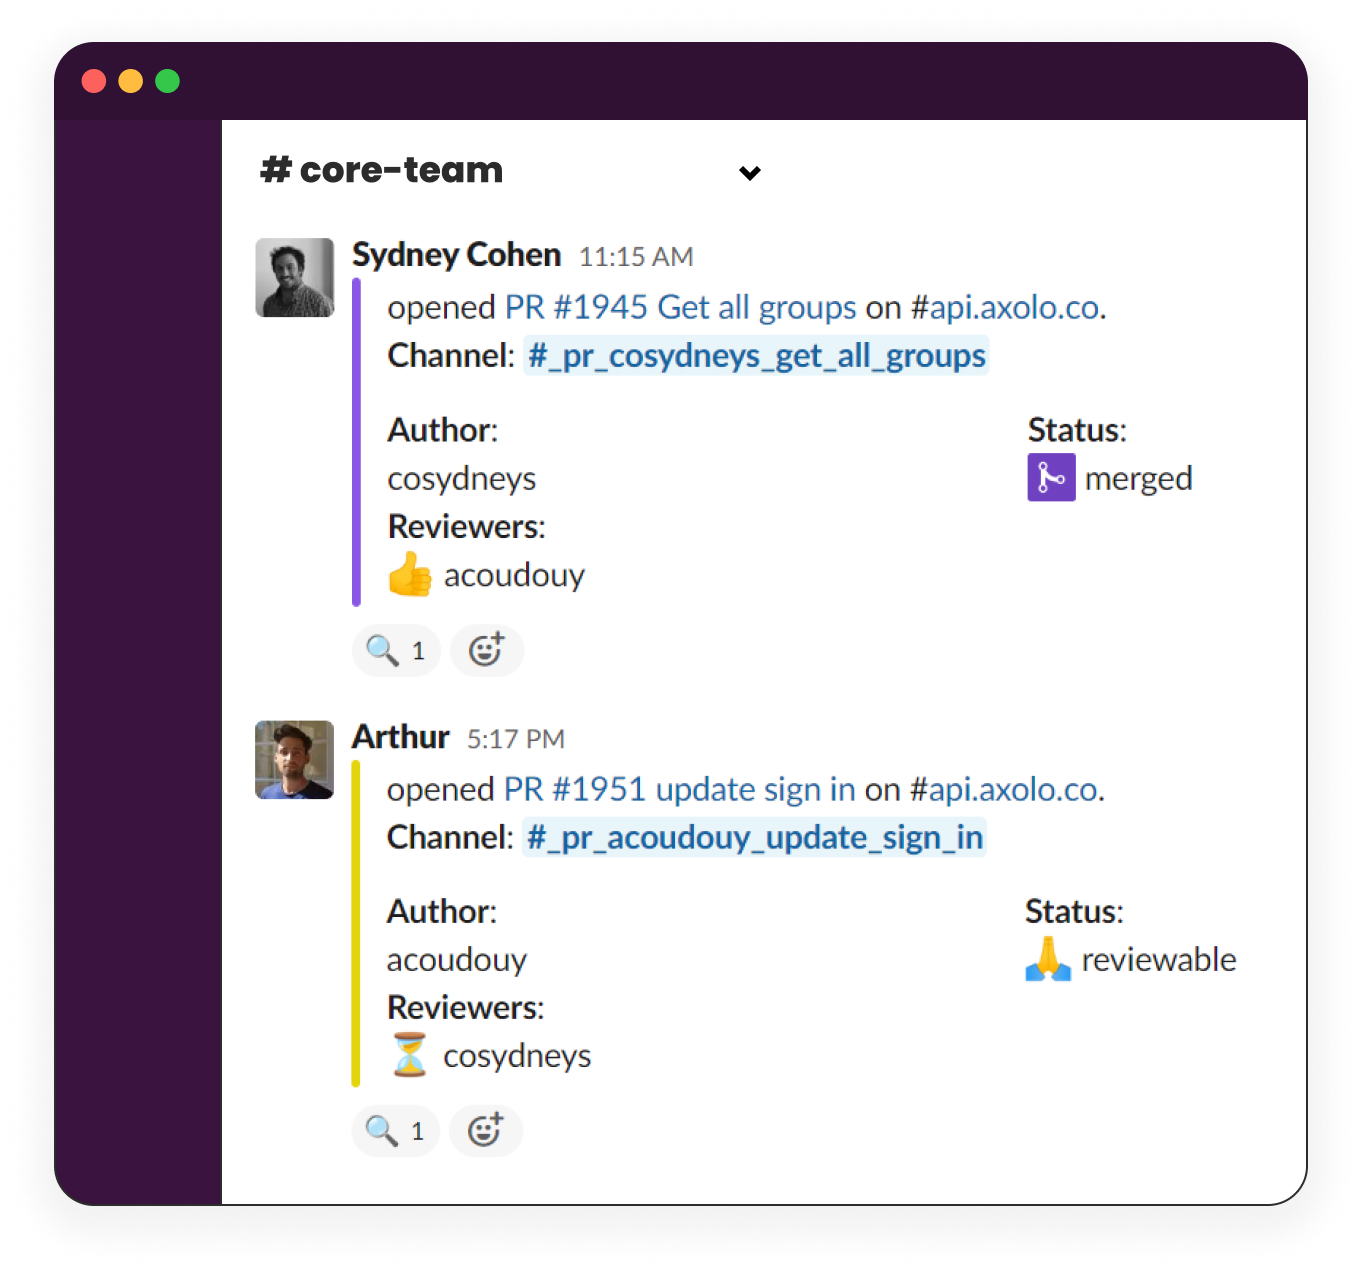 # core-team
Sydney Cohen 11:15 AM
opened PR #1945 Get all groups on #api.axolo.co.
Channel: #_pr_cosydneys_get_all_groups
Author: Status:
cosydneys merged
Reviewers:
👍 acoudouy
🔍 1
Arthur 5:17 PM
opened PR #1951 update sign in on #api.axolo.co.
Channel: #_pr_acoudouy_update_sign_in
Author: Status:
acoudouy 🙏 reviewable
Reviewers:
⏳ cosydneys
🔍 1